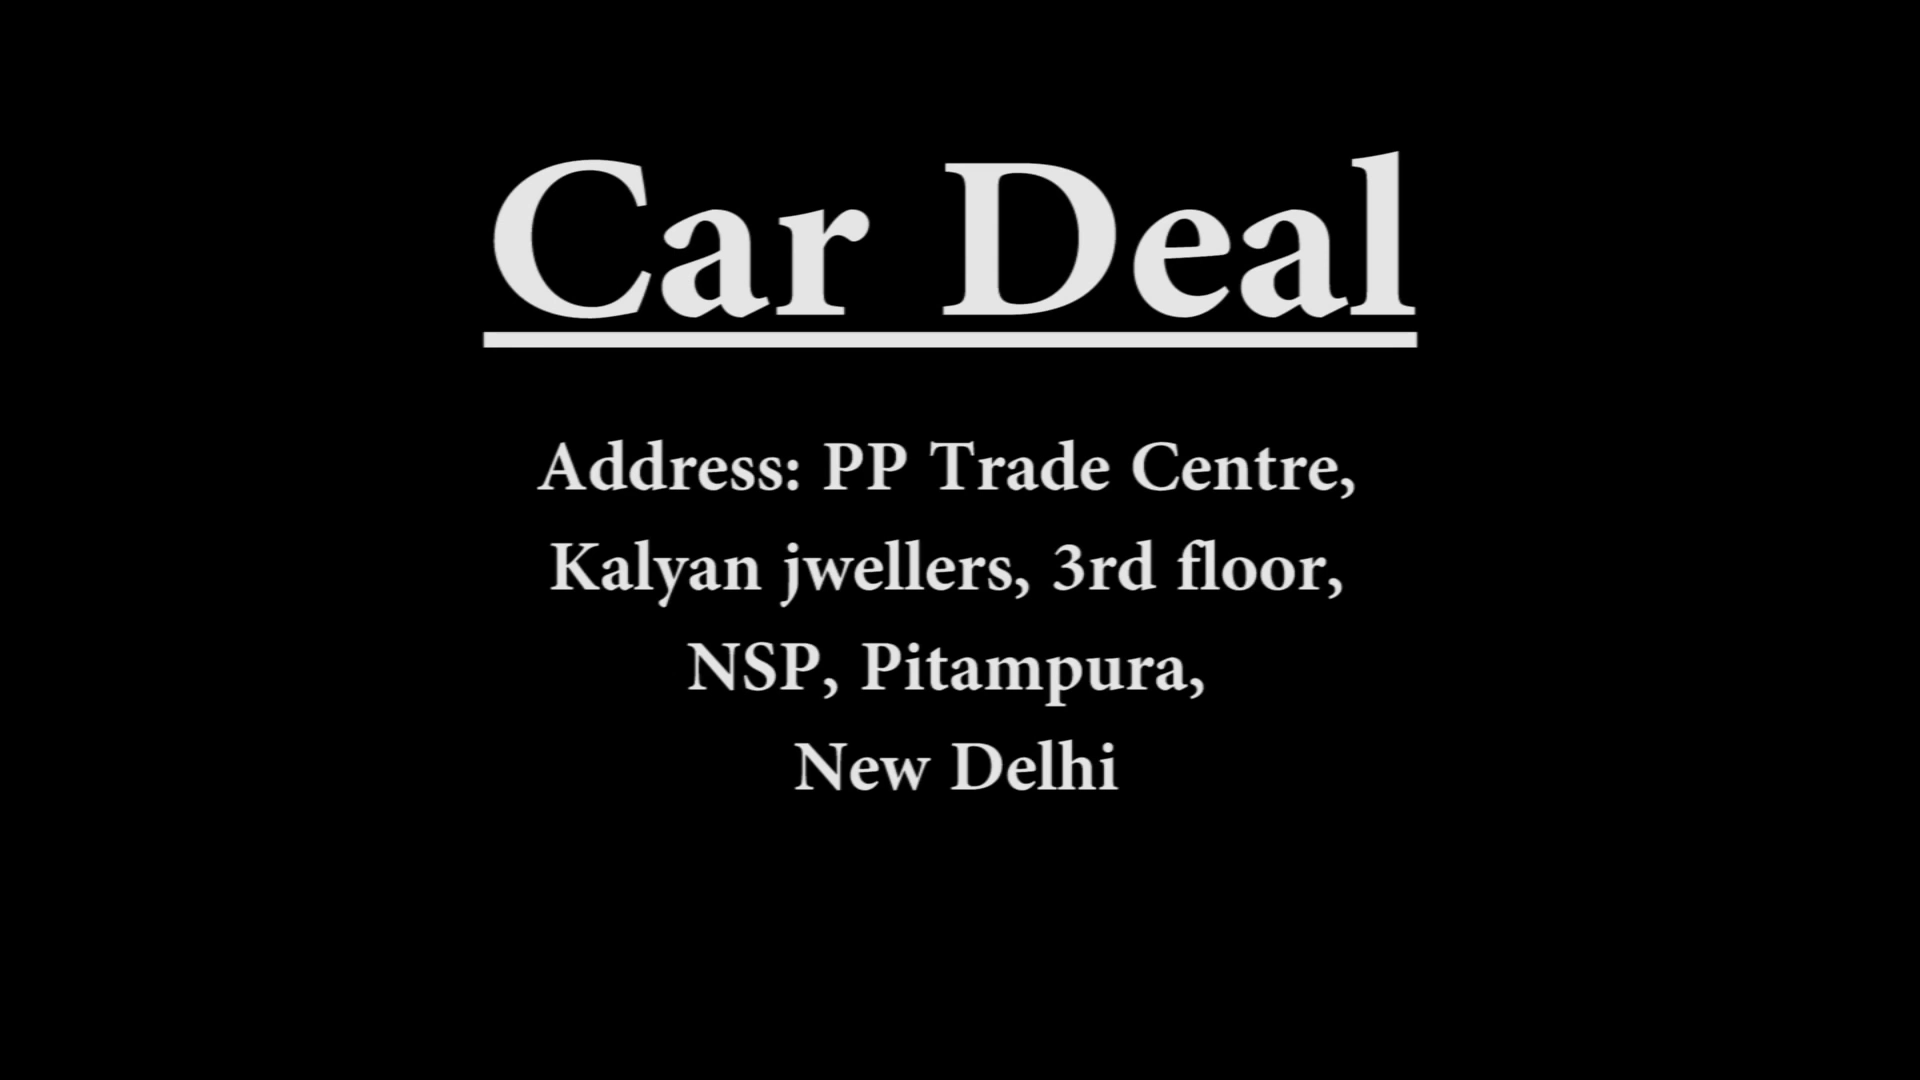 Car Deal
Address: PP Trade Centre,
Kalyan jwellers, 3rd floor,
NSP, Pitampura,
New Delhi